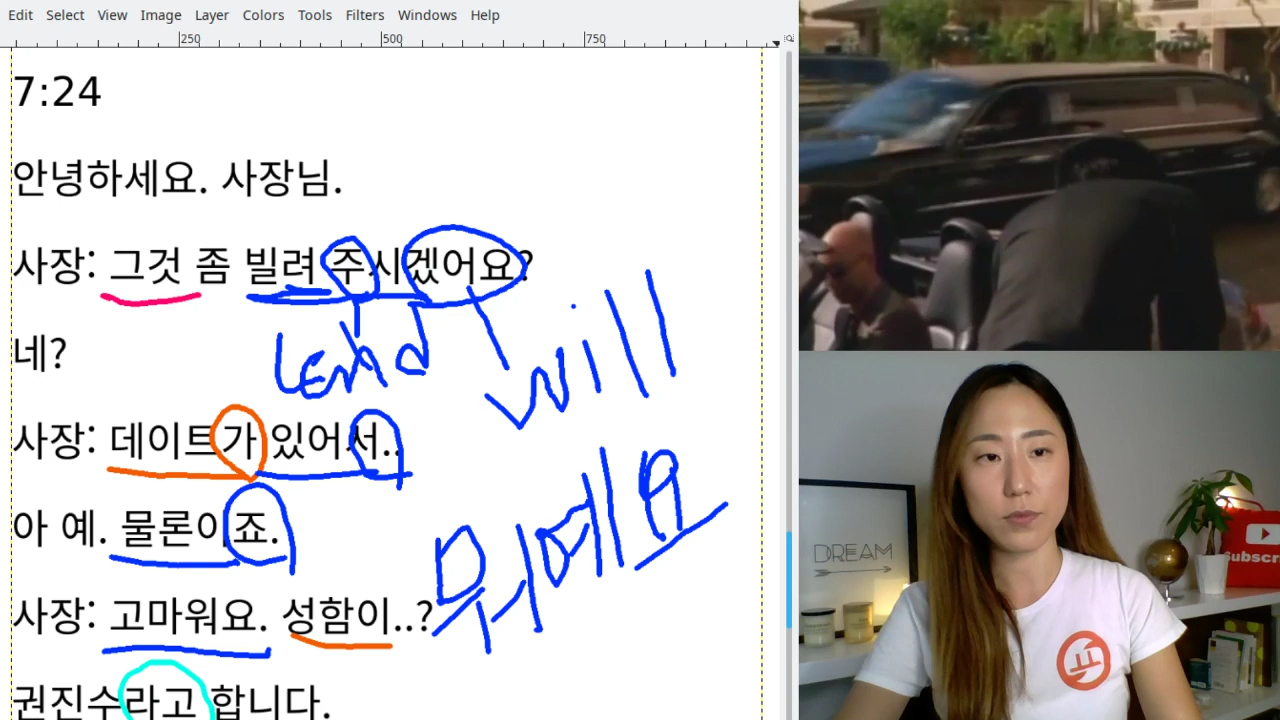 Edit Select View Image Layer Colors Tools Filters Windows Help
250 500 750
7:24
안녕하세요. 사장님.
사장: 그것 좀 빌려 주시겠어요?
lend will
네?
사장: 데이트가 있어서..
아 예. 물론이죠.
뭐예요
사장: 고마워요. 성함이..?
권진수라고 합니다.
DREAM
Subscr